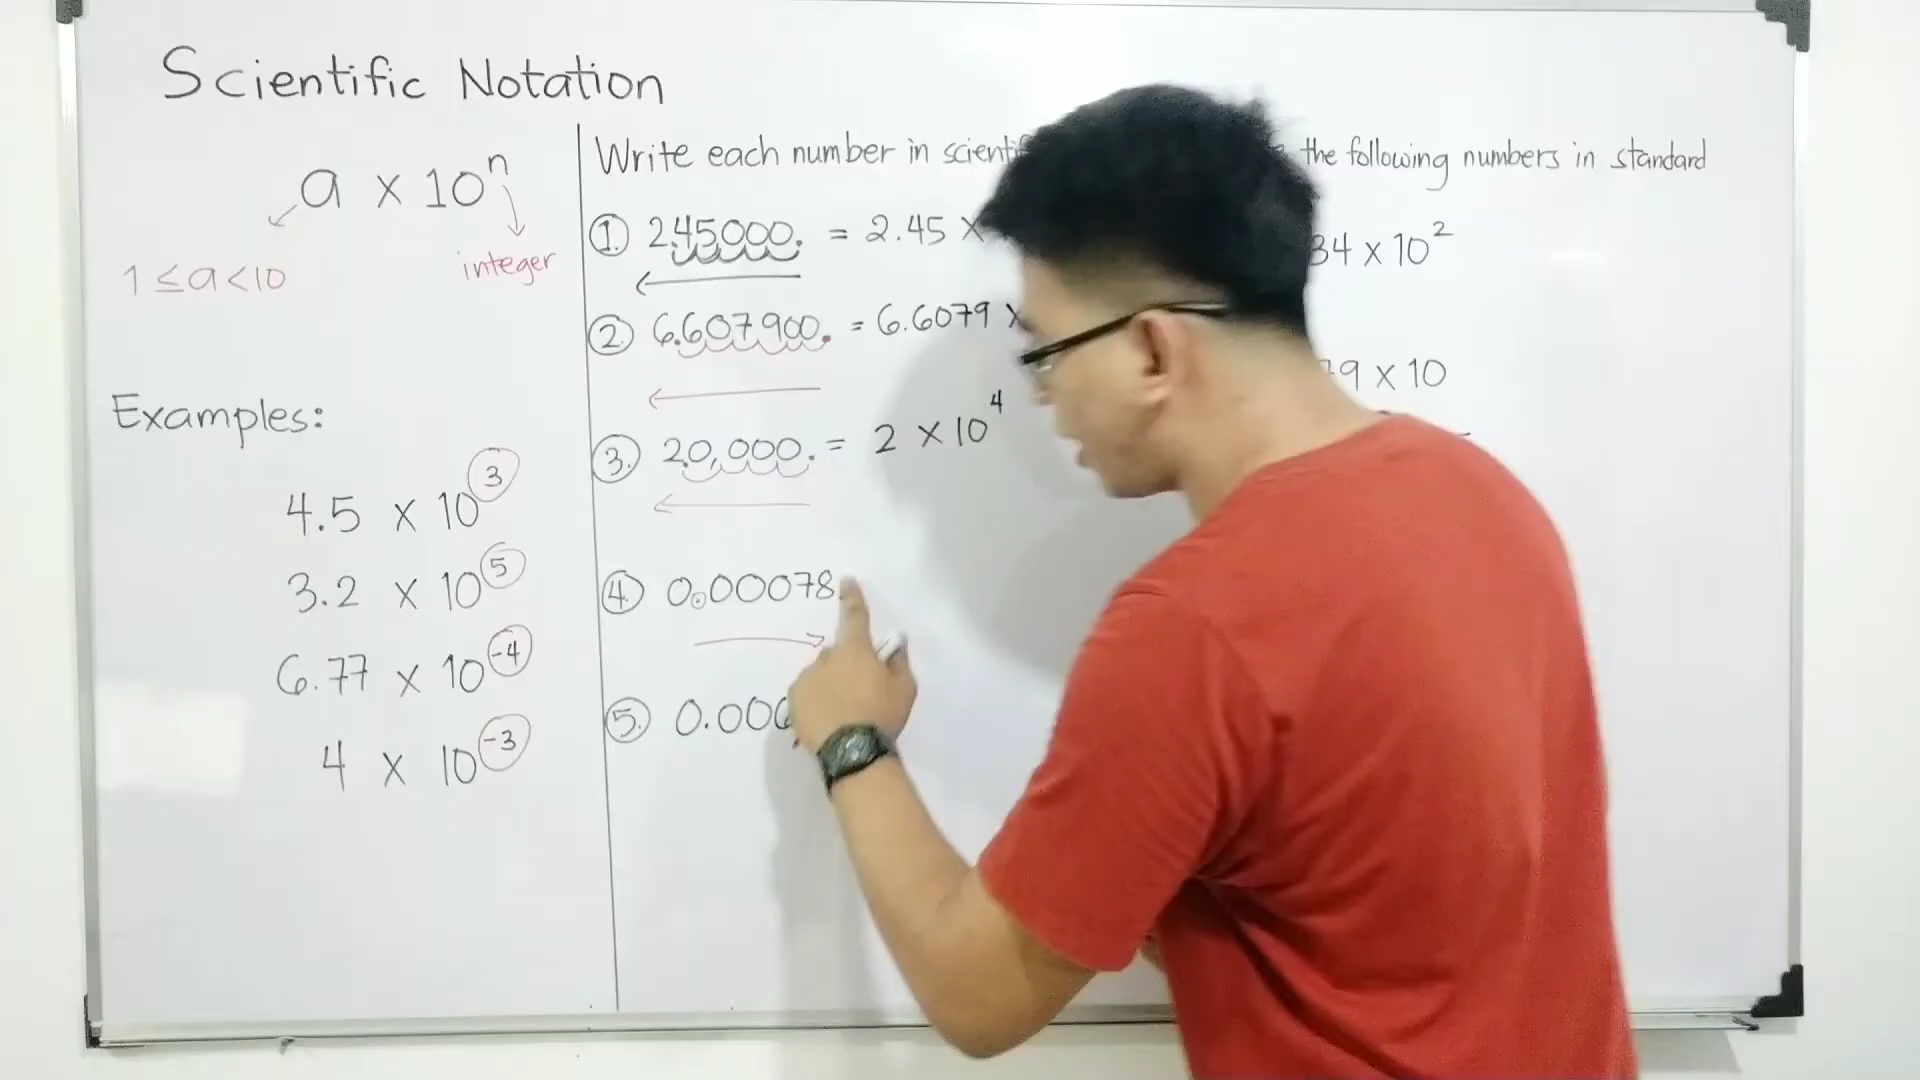 Scientific Notation
a x 10^n
1 ≤ a < 10
integer
Examples:
4.5 x 10^3
3.2 x 10^5
6.77 x 10^-4
4 x 10^-3
Write each number in
1. 245000. = 2.45 x
2. 6.607900. = 6.6079 x
3. 20,000. = 2 x 10^4
4. 0.00078
5. 0.00
the following numbers in standard
34 x 10^2
9 x 10